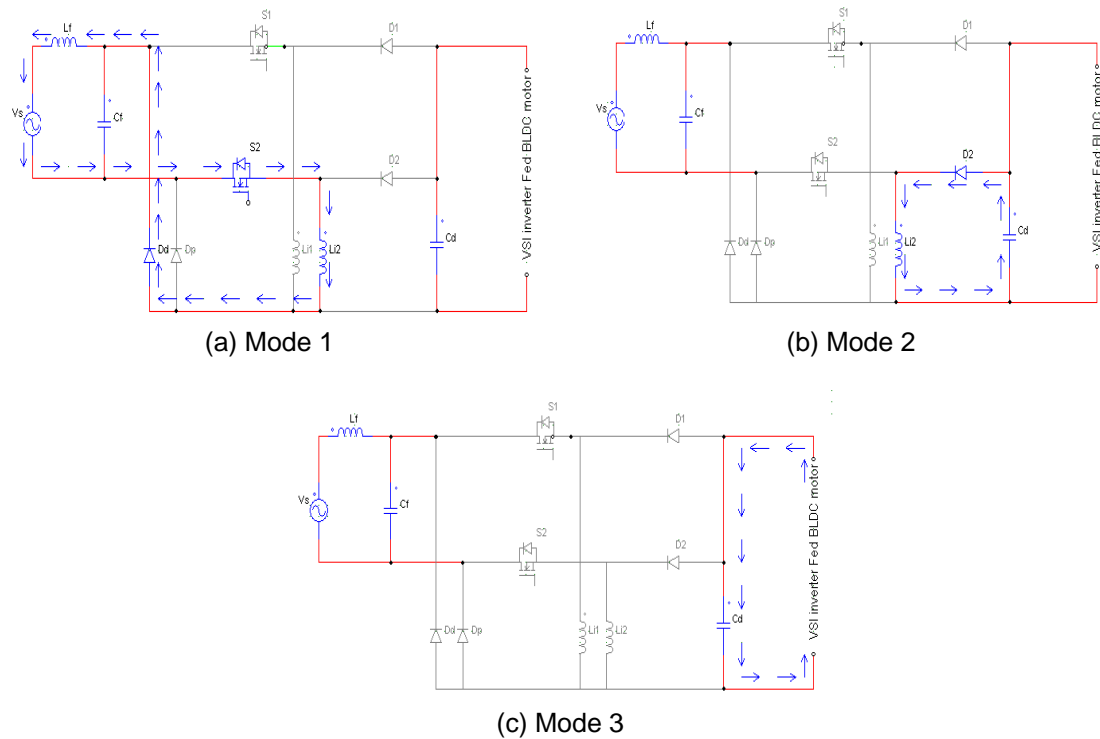 S1
D1
Lf
Vs
Cf
S2
D2
Dd
Dp
Li1
Li2
Cd
VSI inverter Fed BLDC motor
(a) Mode 1
S1
D1
Lf
Vs
Cf
S2
D2
Dd
Dp
Li1
Li2
Cd
VSI inverter Fed BLDC motor
(b) Mode 2
S1
D1
Lf
Vs
Cf
S2
D2
Dd
Dp
Li1
Li2
Cd
VSI inverter Fed BLDC motor
(c) Mode 3